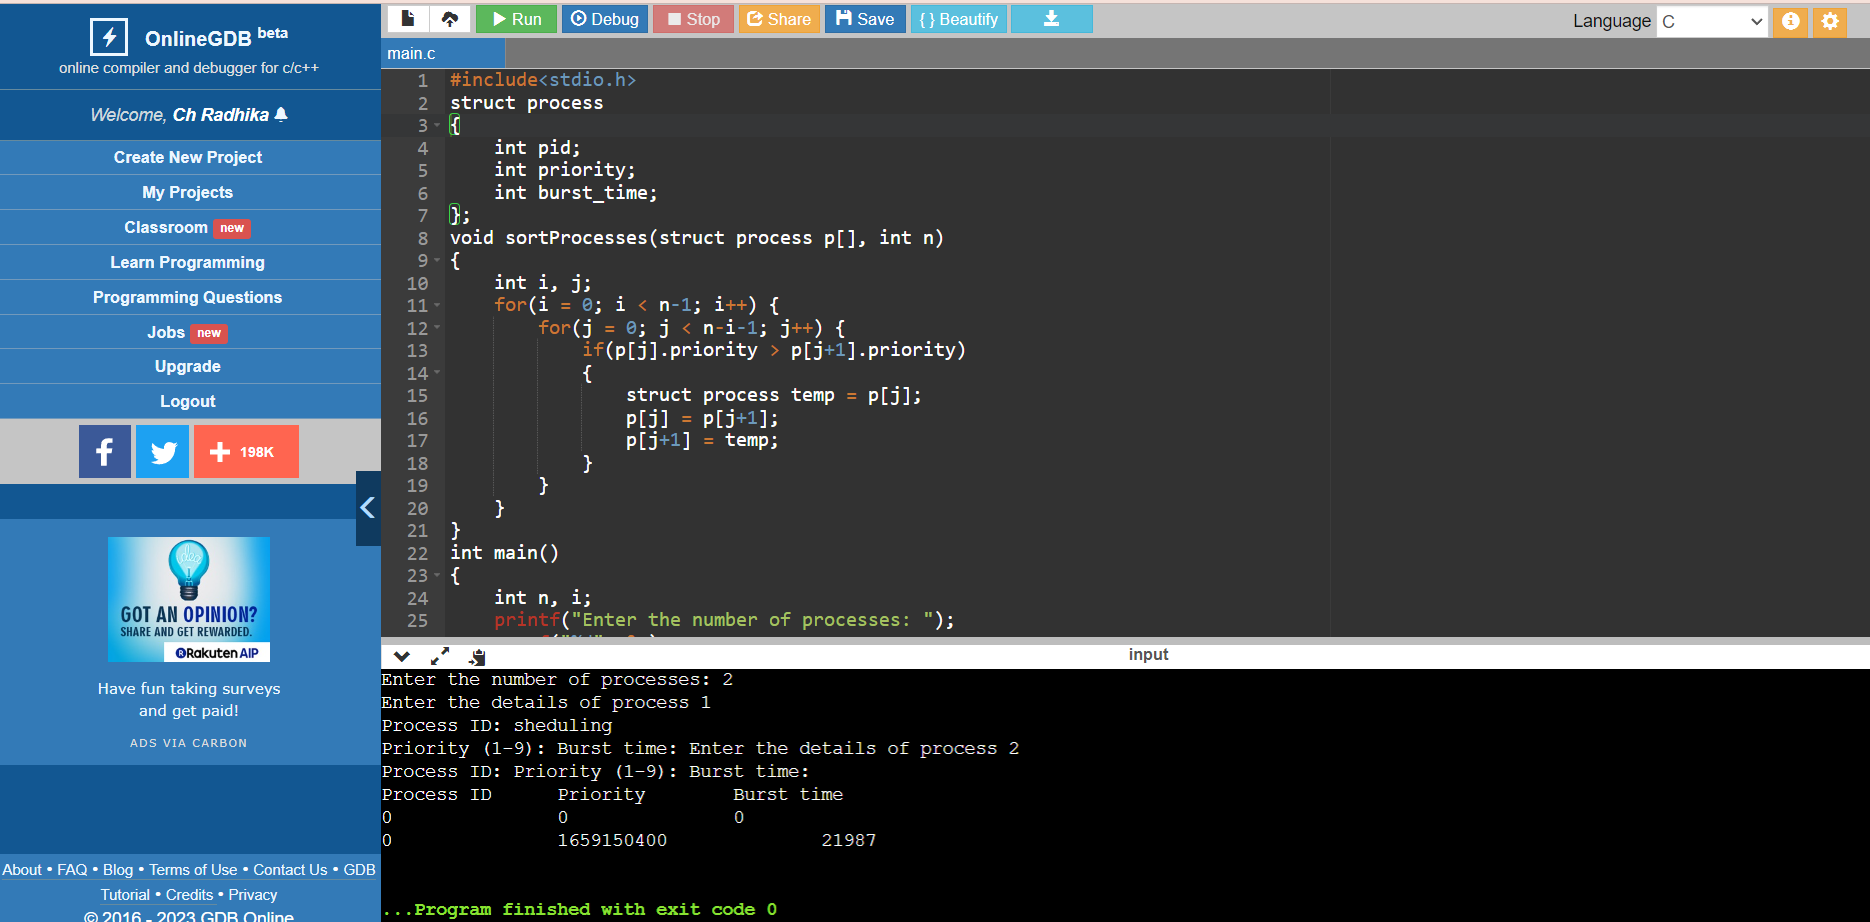 OnlineGDB beta
online compiler and debugger for c/c++
Welcome, Ch Radhika
Create New Project
My Projects
Classroom new
Learn Programming
Programming Questions
Jobs new
Upgrade
Logout
198K
GOT AN OPINION?
SHARE AND GET REWARDED.
Rakuten AIP
Have fun taking surveys
and get paid!
ADS VIA CARBON
About • FAQ • Blog • Terms of Use • Contact Us • GDB
Tutorial • Credits • Privacy
© 2016 - 2023 GDB Online
Run Debug Stop Share Save { } Beautify
Language C
main.c
1 #include<stdio.h>
2 struct process
3 {
4 int pid;
5 int priority;
6 int burst_time;
7 };
8 void sortProcesses(struct process p[], int n)
9 {
10 int i, j;
11 for(i = 0; i < n-1; i++) {
12 for(j = 0; j < n-i-1; j++) {
13 if(p[j].priority > p[j+1].priority)
14 {
15 struct process temp = p[j];
16 p[j] = p[j+1];
17 p[j+1] = temp;
18 }
19 }
20 }
21 }
22 int main()
23 {
24 int n, i;
25 printf("Enter the number of processes: ");
input
Enter the number of processes: 2
Enter the details of process 1
Process ID: sheduling
Priority (1-9): Burst time: Enter the details of process 2
Process ID: Priority (1-9): Burst time:
Process ID Priority Burst time
0 0 0
0 1659150400 21987
...Program finished with exit code 0